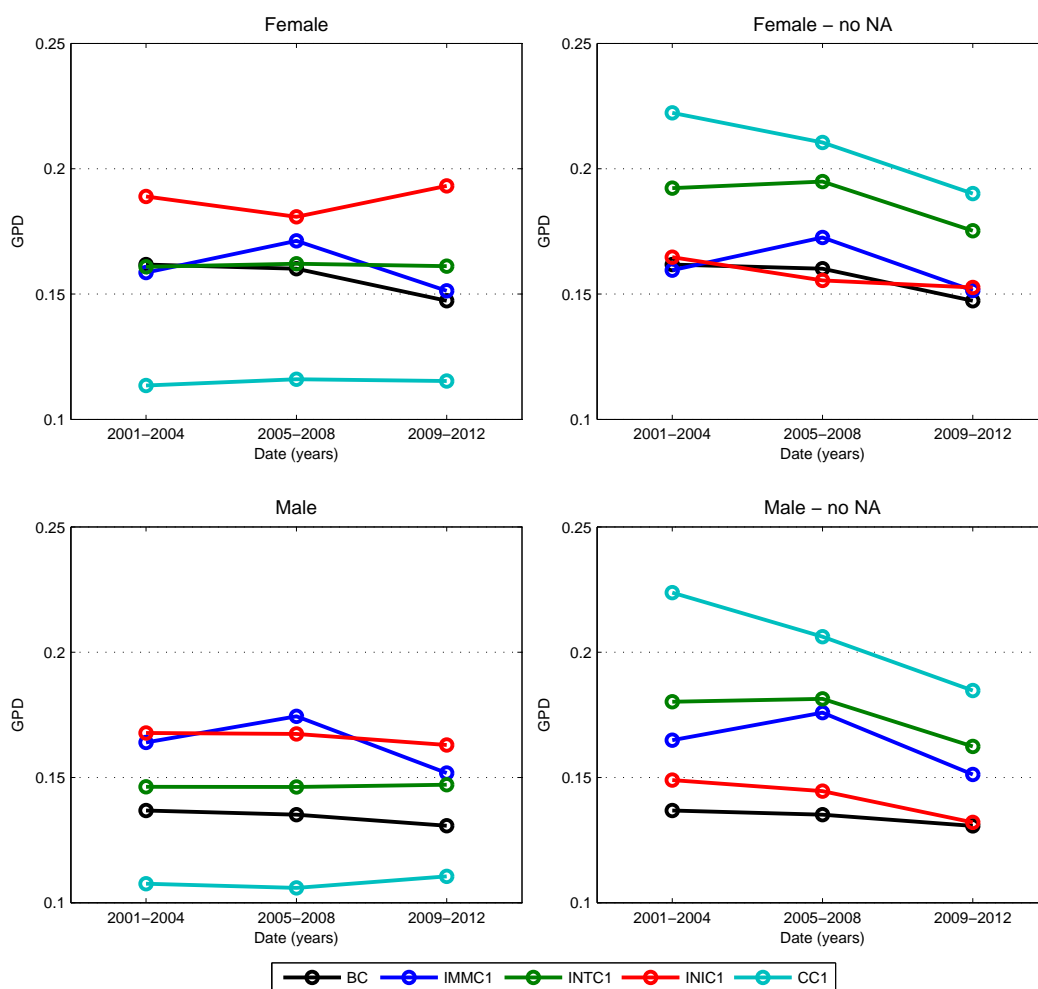 Female
0.25
0.2
0.15
0.1
GPD
2001−2004 2005−2008 2009−2012
Date (years)
Female − no NA
0.25
0.2
0.15
0.1
GPD
2001−2004 2005−2008 2009−2012
Date (years)
Male
0.25
0.2
0.15
0.1
GPD
2001−2004 2005−2008 2009−2012
Date (years)
Male − no NA
0.25
0.2
0.15
0.1
GPD
2001−2004 2005−2008 2009−2012
Date (years)
BC IMMC1 INTC1 INIC1 CC1